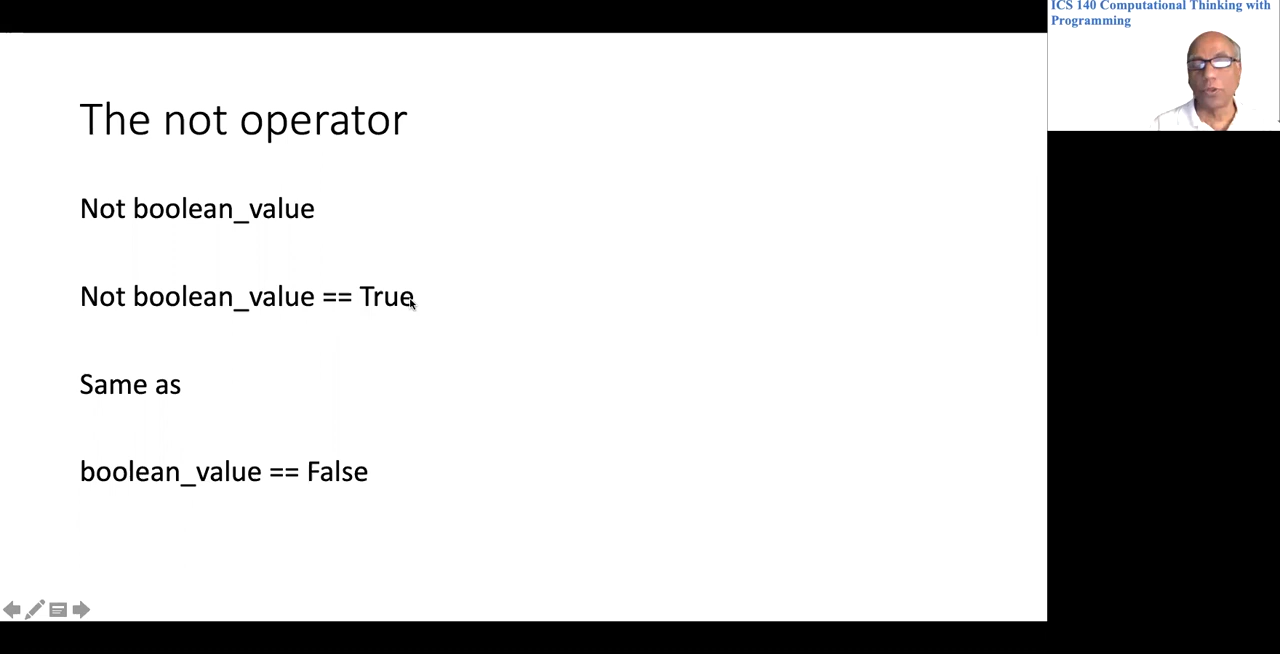 ICS 140 Computational Thinking with
Programming
The not operator
Not boolean_value
Not boolean_value == True
Same as
boolean_value == False